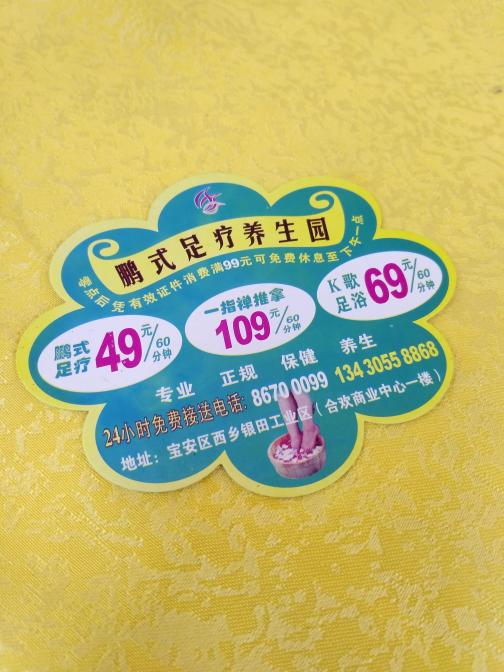 鹏式足疗养生园
零点后凭有效证件消费满99元可免费休息至下午一点
鹏式足疗 49元/60分钟
一指禅推拿 109元/60分钟
K歌足浴 69元/60分钟
专业 正规 保健 养生
24小时免费接送电话: 8670 0099 134 3055 8868
地址：宝安区西乡银田工业区（合欢商业中心一楼）